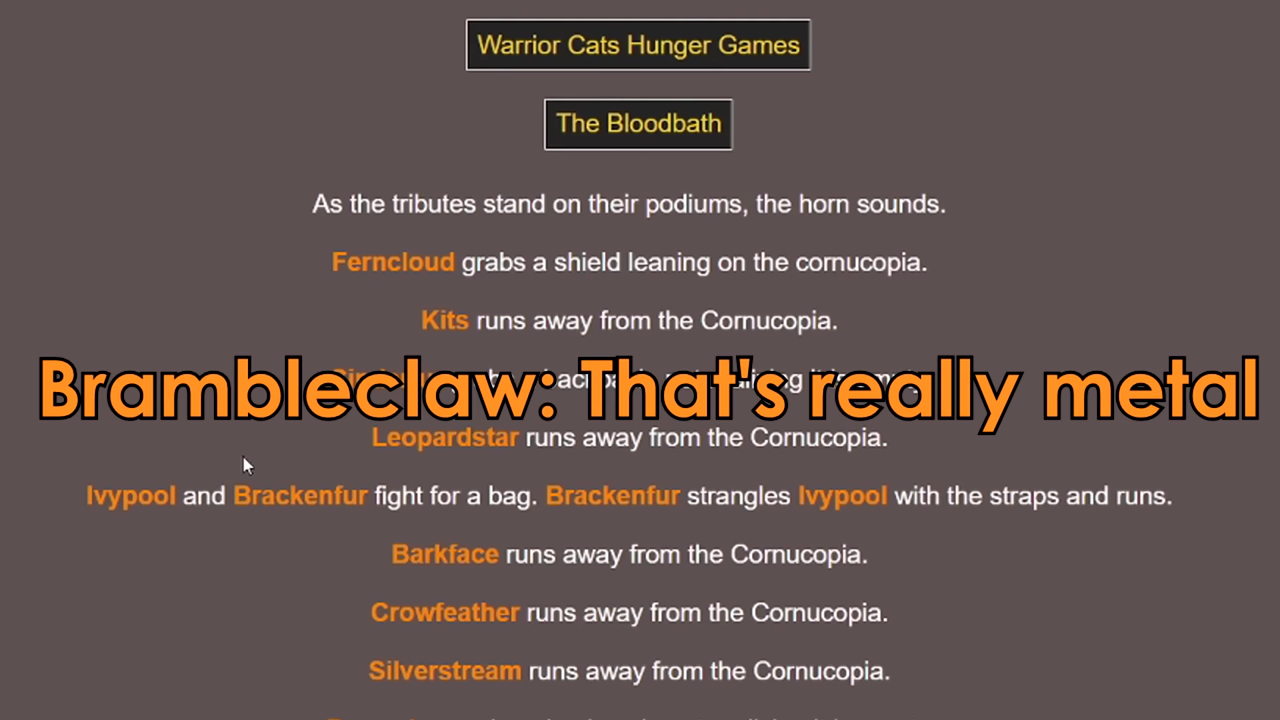 Warrior Cats Hunger Games
The Bloodbath
As the tributes stand on their podiums, the horn sounds.
Ferncloud grabs a shield leaning on the cornucopia.
Kits runs away from the Cornucopia.
Brambleclaw: That's really metal
Leopardstar runs away from the Cornucopia.
Ivypool and Brackenfur fight for a bag. Brackenfur strangles Ivypool with the straps and runs.
Barkface runs away from the Cornucopia.
Crowfeather runs away from the Cornucopia.
Silverstream runs away from the Cornucopia.